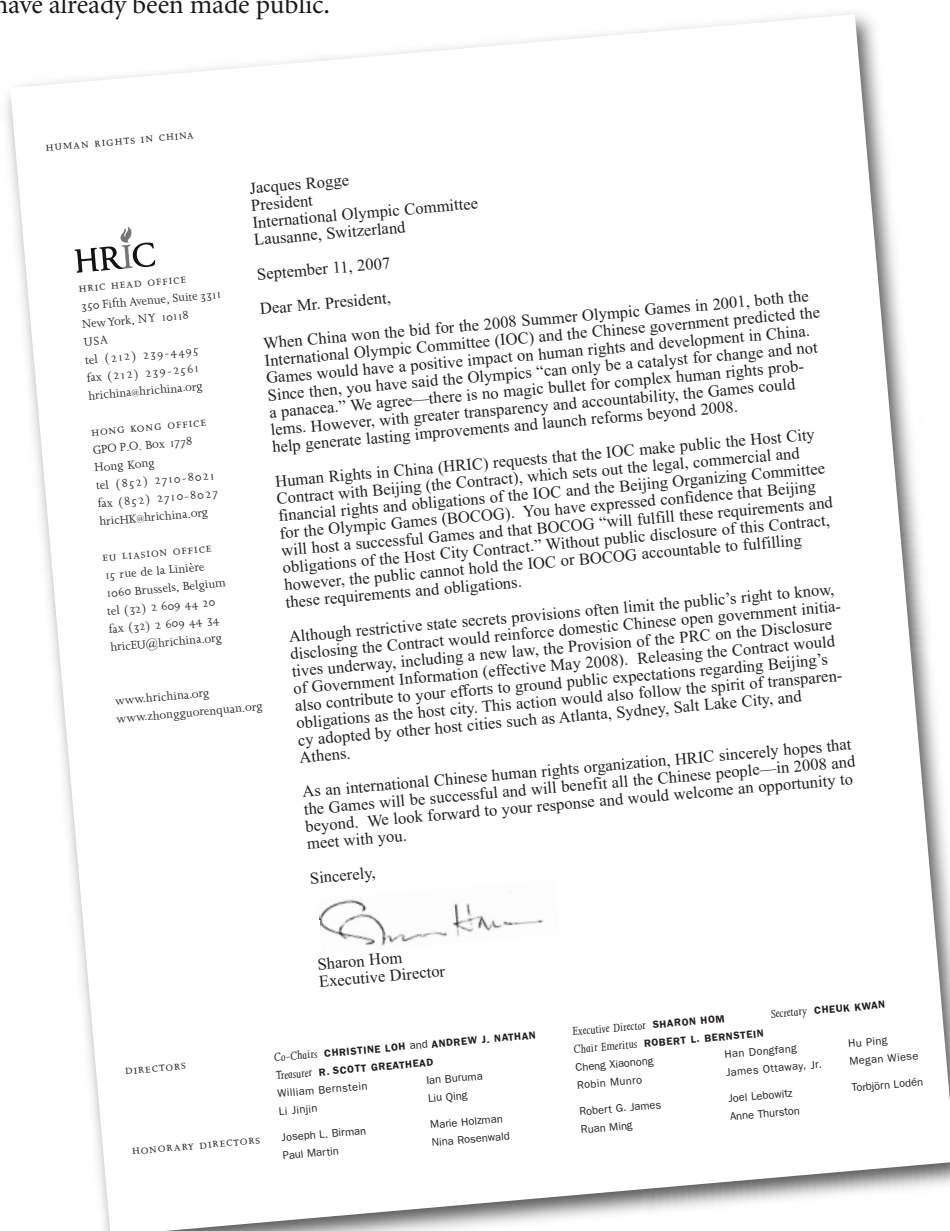 have already been made public.
HUMAN RIGHTS IN CHINA
HRIC
HRIC HEAD OFFICE
350 Fifth Avenue, Suite 3311
New York, NY 10118
USA
tel (212) 239-4495
fax (212) 239-2561
hrichina@hrichina.org
HONG KONG OFFICE
GPO P.O. Box 1778
Hong Kong
tel (852) 2710-8021
fax (852) 2710-8027
hricHK@hrichina.org
EU LIASION OFFICE
15 rue de la Linière
1060 Brussels, Belgium
tel (32) 2 609 44 20
fax (32) 2 609 44 34
hricEU@hrichina.org
www.hrichina.org
www.zhongguorenquan.org
Jacques Rogge
President
International Olympic Committee
Lausanne, Switzerland
September 11, 2007
Dear Mr. President,
When China won the bid for the 2008 Summer Olympic Games in 2001, both the
International Olympic Committee (IOC) and the Chinese government predicted the
Games would have a positive impact on human rights and development in China.
Since then, you have said the Olympics “can only be a catalyst for change and not
a panacea.” We agree—there is no magic bullet for complex human rights prob-
lems. However, with greater transparency and accountability, the Games could
help generate lasting improvements and launch reforms beyond 2008.
Human Rights in China (HRIC) requests that the IOC make public the Host City
Contract with Beijing (the Contract), which sets out the legal, commercial and
financial rights and obligations of the IOC and the Beijing Organizing Committee
for the Olympic Games (BOCOG).  You have expressed confidence that Beijing
will host a successful Games and that BOCOG “will fulfill these requirements and
obligations of the Host City Contract.” Without public disclosure of this Contract,
however, the public cannot hold the IOC or BOCOG accountable to fulfilling
these requirements and obligations.
Although restrictive state secrets provisions often limit the public’s right to know,
disclosing the Contract would reinforce domestic Chinese open government initia-
tives underway, including a new law, the Provision of the PRC on the Disclosure
of Government Information (effective May 2008).  Releasing the Contract would
also contribute to your efforts to ground public expectations regarding Beijing’s
obligations as the host city. This action would also follow the spirit of transparen-
cy adopted by other host cities such as Atlanta, Sydney, Salt Lake City, and
Athens.
As an international Chinese human rights organization, HRIC sincerely hopes that
the Games will be successful and will benefit all the Chinese people—in 2008 and
beyond.  We look forward to your response and would welcome an opportunity to
meet with you.
Sincerely,
Sharon Hom
Sharon Hom
Executive Director
DIRECTORS
Co-Chairs CHRISTINE LOH and ANDREW J. NATHAN
Executive Director SHARON HOM
Secretary CHEUK KWAN
Treasurer R. SCOTT GREATHEAD
Chair Emeritus ROBERT L. BERNSTEIN
William Bernstein
Ian Buruma
Cheng Xiaonong
Han Dongfang
Hu Ping
Li Jinjin
Liu Qing
Robin Munro
James Ottaway, Jr.
Megan Wiese
HONORARY DIRECTORS
Joseph L. Birman
Marie Holzman
Robert G. James
Joel Lebowitz
Torbjörn Lodén
Paul Martin
Nina Rosenwald
Ruan Ming
Anne Thurston